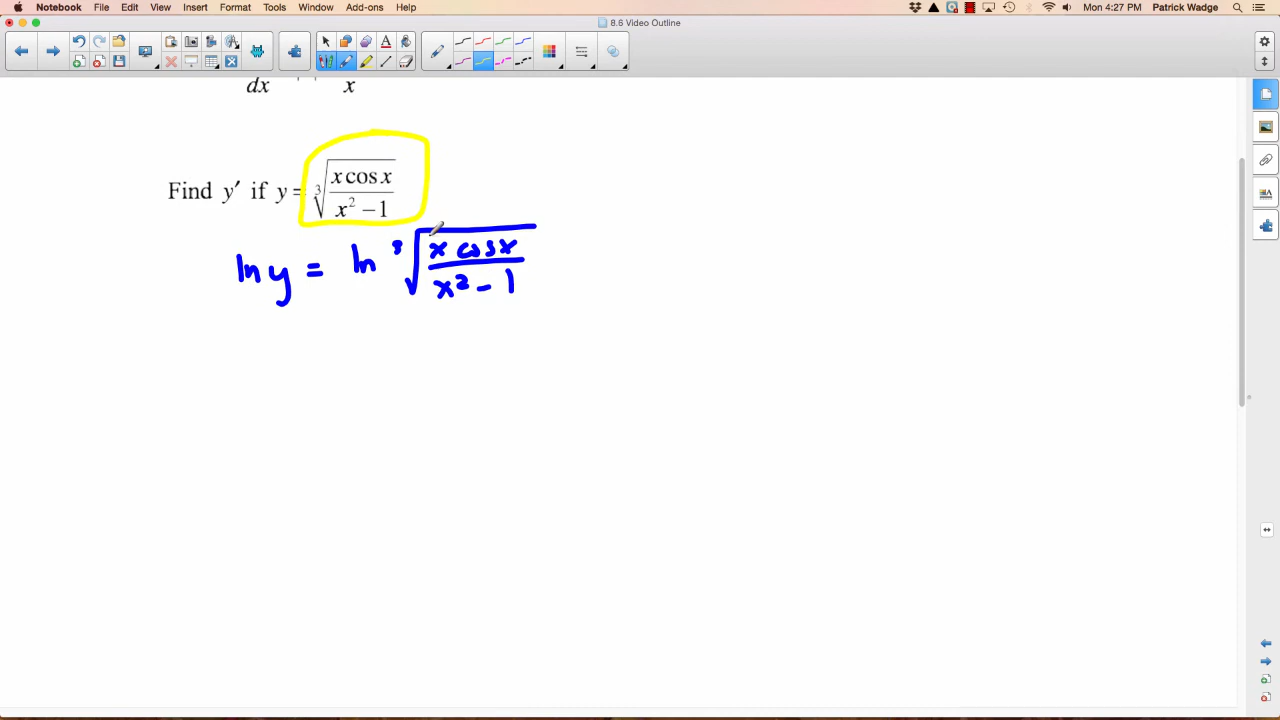 Notebook File Edit View Insert Format Tools Window Add-ons Help Mon 4:27 PM Patrick Wadge
8.6 Video Outline
dx x
Find y′ if y = ∛((x cos x)/(x² − 1))
ln y = ln ∛((x cos x)/(x² − 1))